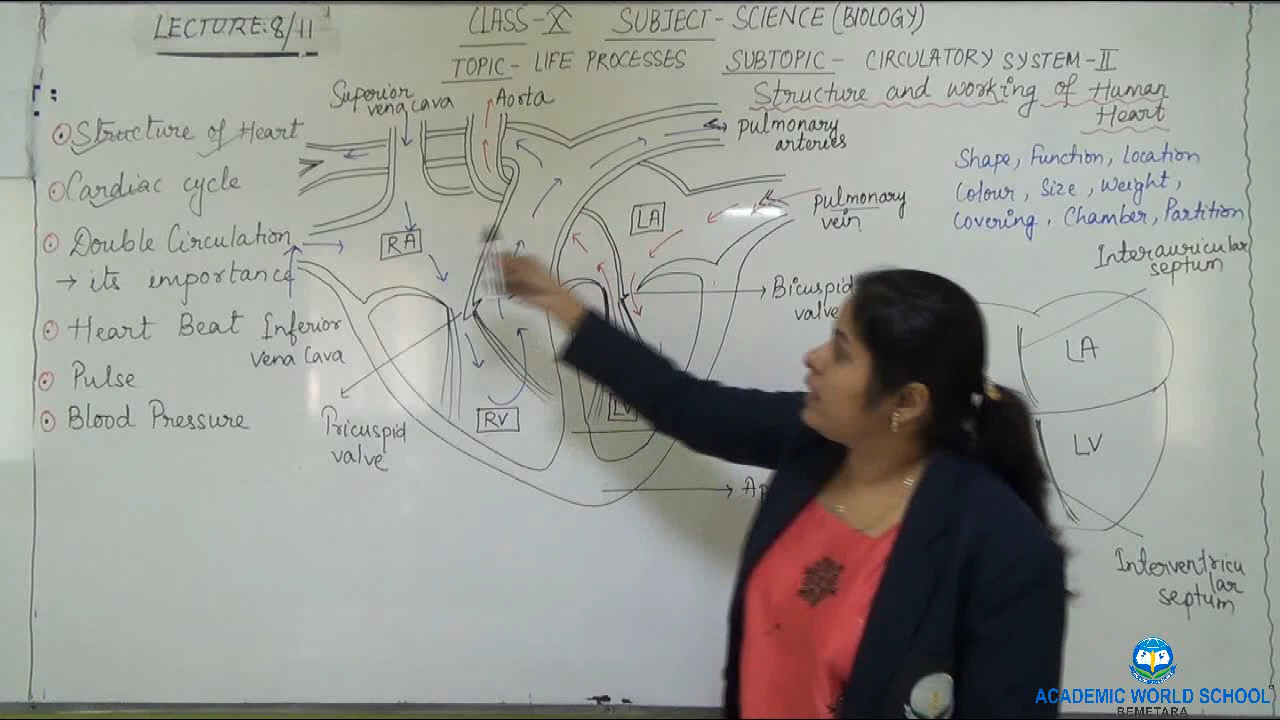 LECTURE:8/11
CLASS-X SUBJECT- SCIENCE (BIOLOGY)
TOPIC- LIFE PROCESSES SUBTOPIC- CIRCULATORY SYSTEM-II
Structure and working of Human
Heart
Structure of Heart
Cardiac cycle
Double Circulation
→ its importance
Heart Beat
Pulse
Blood Pressure
Superior
vena cava
Aorta
pulmonary
arteries
pulmonary
vein
LA
RA
Bicuspid
valve
Inferior
vena Cava
RV
LV
Tricuspid
valve
Shape, Function, Location
Colour, Size, Weight,
Covering, Chamber, Partition
Interauricular
septum
LA
LV
Interventricu
lar
septum
ACADEMIC WORLD SCHOOL
BEMETARA